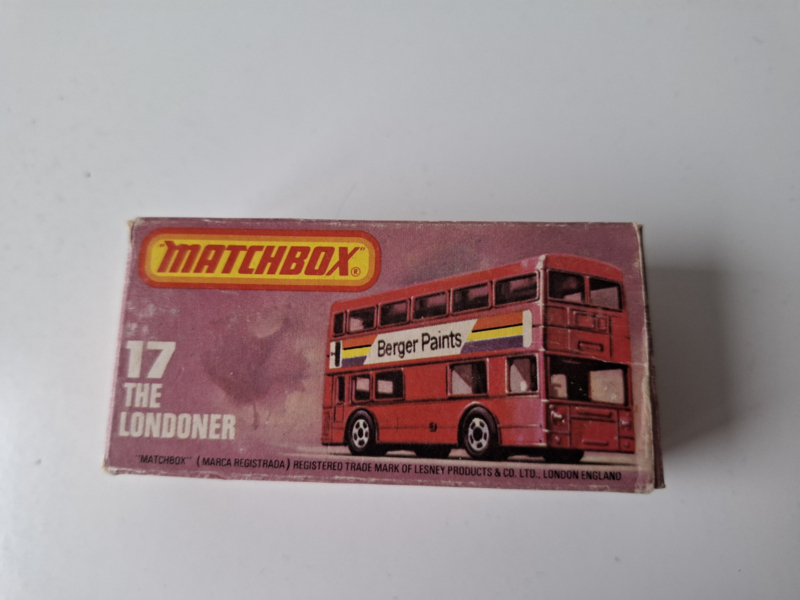 "MATCHBOX"®
17
THE
LONDONER
Berger Paints
"MATCHBOX" (MARCA REGISTRADA) REGISTERED TRADE MARK OF LESNEY PRODUCTS & CO. LTD., LONDON ENGLAND